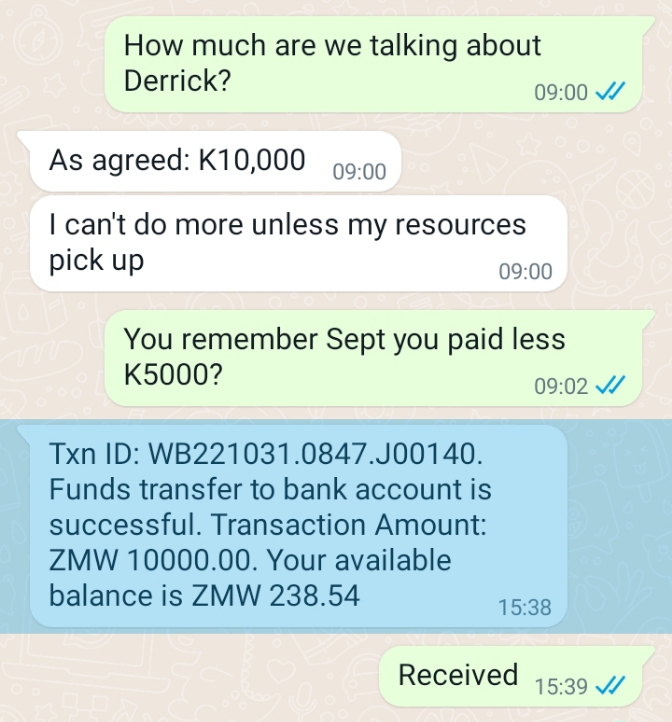 How much are we talking about
Derrick?
09:00
As agreed: K10,000 09:00
I can't do more unless my resources
pick up
09:00
You remember Sept you paid less
K5000?
09:02
Txn ID: WB221031.0847.J00140.
Funds transfer to bank account is
successful. Transaction Amount:
ZMW 10000.00. Your available
balance is ZMW 238.54
15:38
Received 15:39